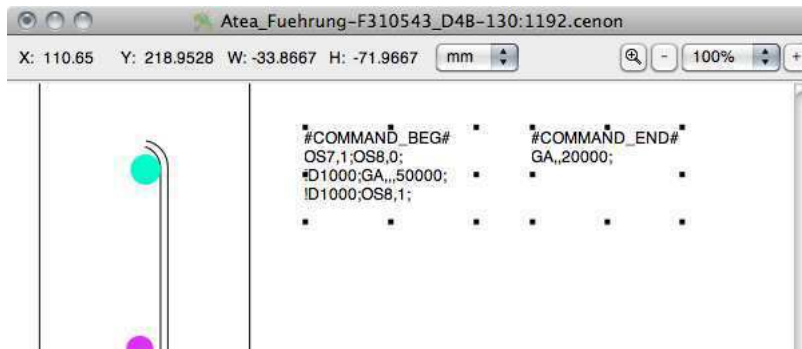 Atea_Fuehrung-F310543_D4B-130:1192.cenon
X: 110.65 Y: 218.9528 W: -33.8667 H: -71.9667 mm - 100% +
#COMMAND_BEG#
OS7,1;OS8,0;
!D1000;GA,,,50000;
!D1000;OS8,1;
#COMMAND_END#
GA,,20000;